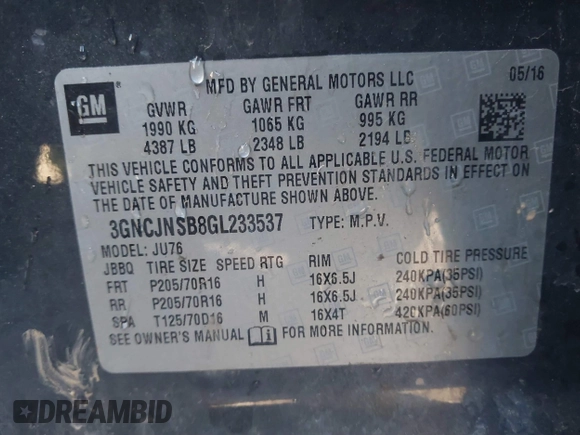 MFD BY GENERAL MOTORS LLC 05/16
GM
GVWR GAWR FRT GAWR RR
1990 KG 1065 KG 995 KG
4387 LB 2348 LB 2194 LB
THIS VEHICLE CONFORMS TO ALL APPLICABLE U.S. FEDERAL MOTOR
VEHICLE SAFETY AND THEFT PREVENTION STANDARDS IN EFFECT ON
THE DATE OF MANUFACTURE SHOWN ABOVE.
3GNCJNSB8GL233537 TYPE: M.P.V.
MODEL: JU76
JBBQ TIRE SIZE SPEED RTG RIM COLD TIRE PRESSURE
FRT P205/70R16 H 16X6.5J 240KPA(35PSI)
RR P205/70R16 H 16X6.5J 240KPA(35PSI)
SPA T125/70D16 M 16X4T 420KPA(60PSI)
SEE OWNER'S MANUAL FOR MORE INFORMATION.
DREAMBID